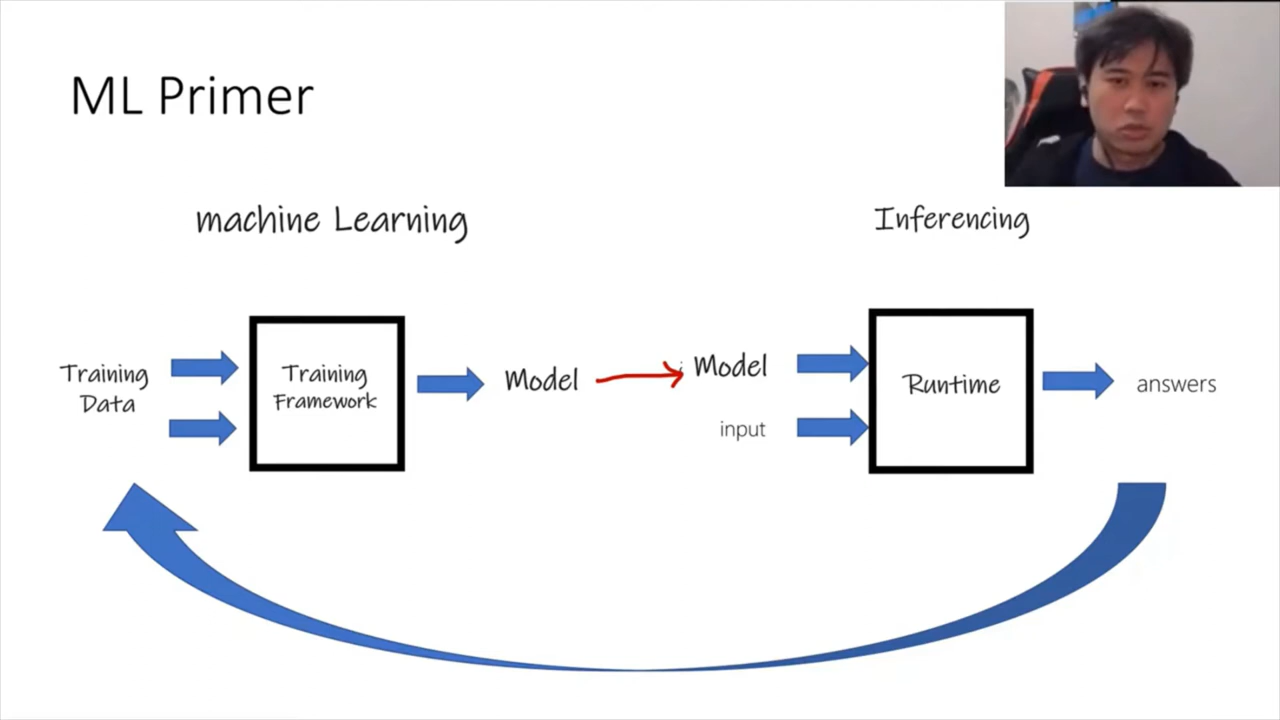 ML Primer
machine Learning
Inferencing
Training
Data
Training
Framework
Model
Model
input
Runtime
answers